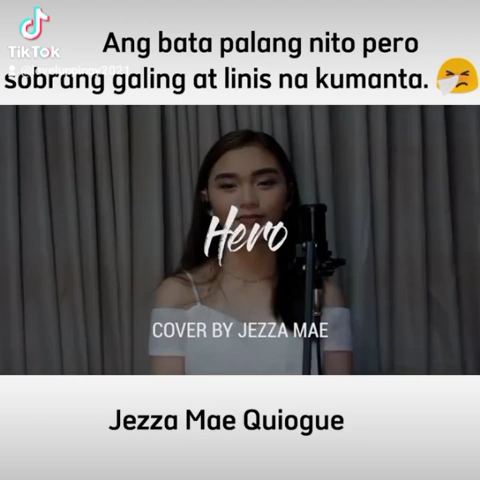 TikTok
Ang bata palang nito pero
sobrang galing at linis na kumanta.
Hero
COVER BY JEZZA MAE
Jezza Mae Quiogue